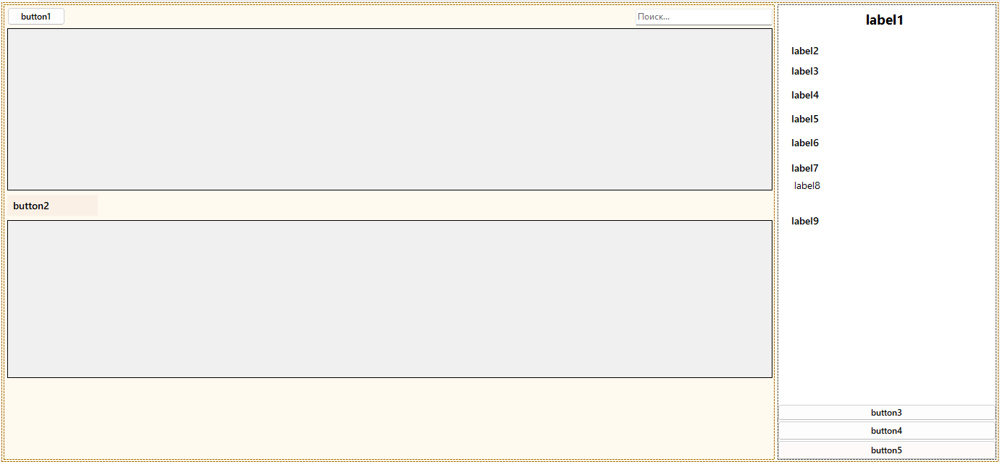 button1
Поиск...
button2
label1
label2
label3
label4
label5
label6
label7
label8
label9
button3
button4
button5